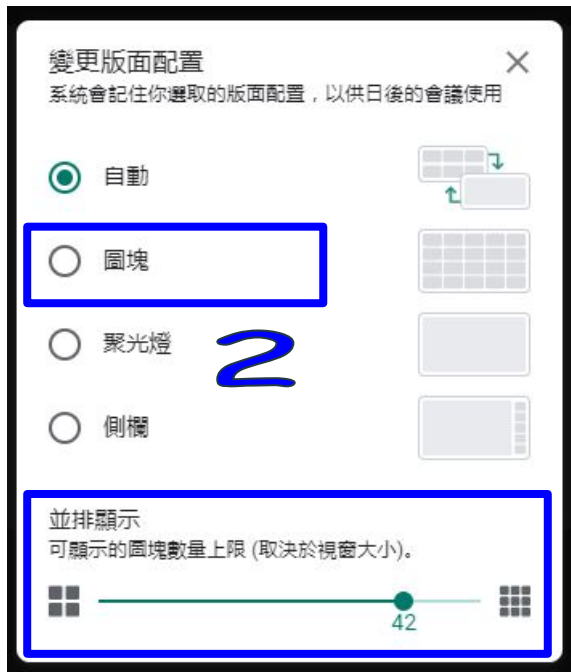 變更版面配置
系統會記住你選取的版面配置，以供日後的會議使用
自動
圖塊
聚光燈
2
側欄
並排顯示
可顯示的圖塊數量上限 (取決於視窗大小)。
42